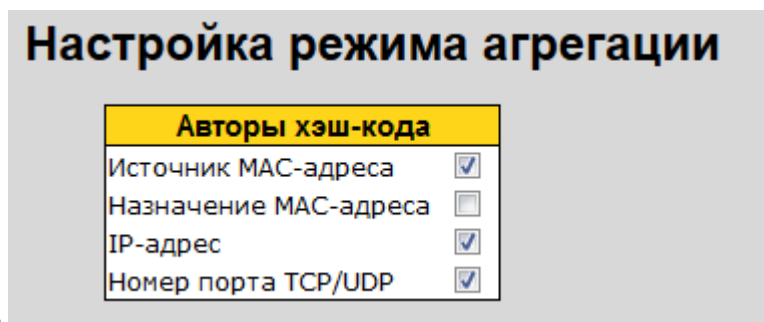 Настройка режима агрегации
Авторы хэш-кода
Источник MAC-адреса
Назначение MAC-адреса
IP-адрес
Номер порта TCP/UDP